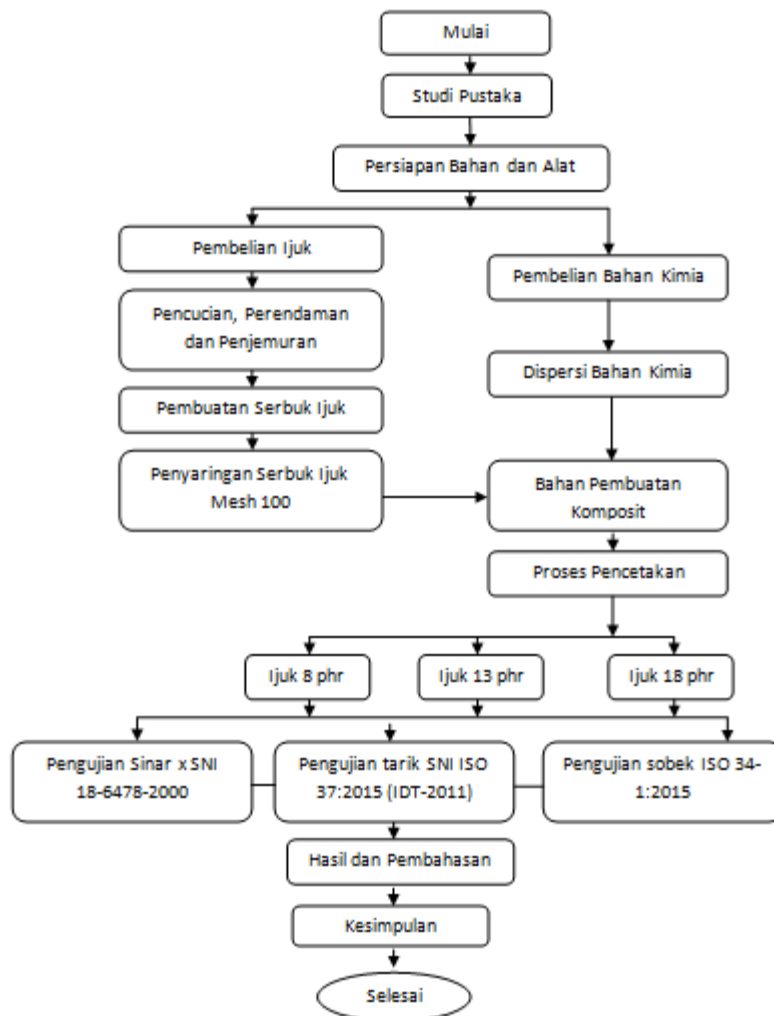 Mulai
Studi Pustaka
Persiapan Bahan dan Alat
Pembelian Ijuk
Pembelian Bahan Kimia
Pencucian, Perendaman
dan Penjemuran
Dispersi Bahan Kimia
Pembuatan Serbuk Ijuk
Penyaringan Serbuk Ijuk
Mesh 100
Bahan Pembuatan
Komposit
Proses Pencetakan
Ijuk 8 phr
Ijuk 13 phr
Ijuk 18 phr
Pengujian Sinar x SNI
18-6478-2000
Pengujian tarik SNI ISO
37:2015 (IDT-2011)
Pengujian sobek ISO 34-
1:2015
Hasil dan Pembahasan
Kesimpulan
Selesai